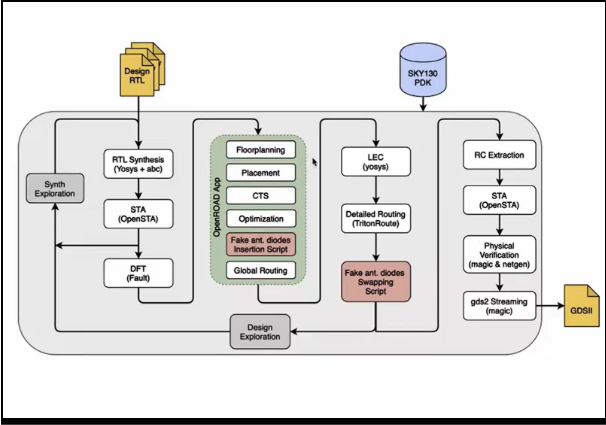 Design
RTL
SKY130
PDK
RTL Synthesis
(Yosys + abc)
Synth
Exploration
STA
(OpenSTA)
DFT
(Fault)
OpenROAD App
Floorplanning
Placement
CTS
Optimization
Fake ant. diodes
Insertion Script
Global Routing
LEC
(yosys)
Detailed Routing
(TritonRoute)
Fake ant. diodes
Swapping
Script
Design
Exploration
RC Extraction
STA
(OpenSTA)
Physical
Verification
(magic & netgen)
gds2 Streaming
(magic)
GDSII